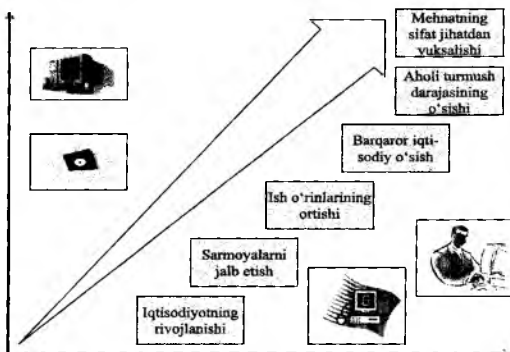 Mehnatning
sifat jihatdan
yuksalishi
Aholi turmush
darajasining
o‘sishi
Barqaror iqti-
sodiy o‘sish
Ish o‘rinlarining
ortishi
Sarmoyalarni
jalb etish
Iqtisodiyotning
rivojlanishi